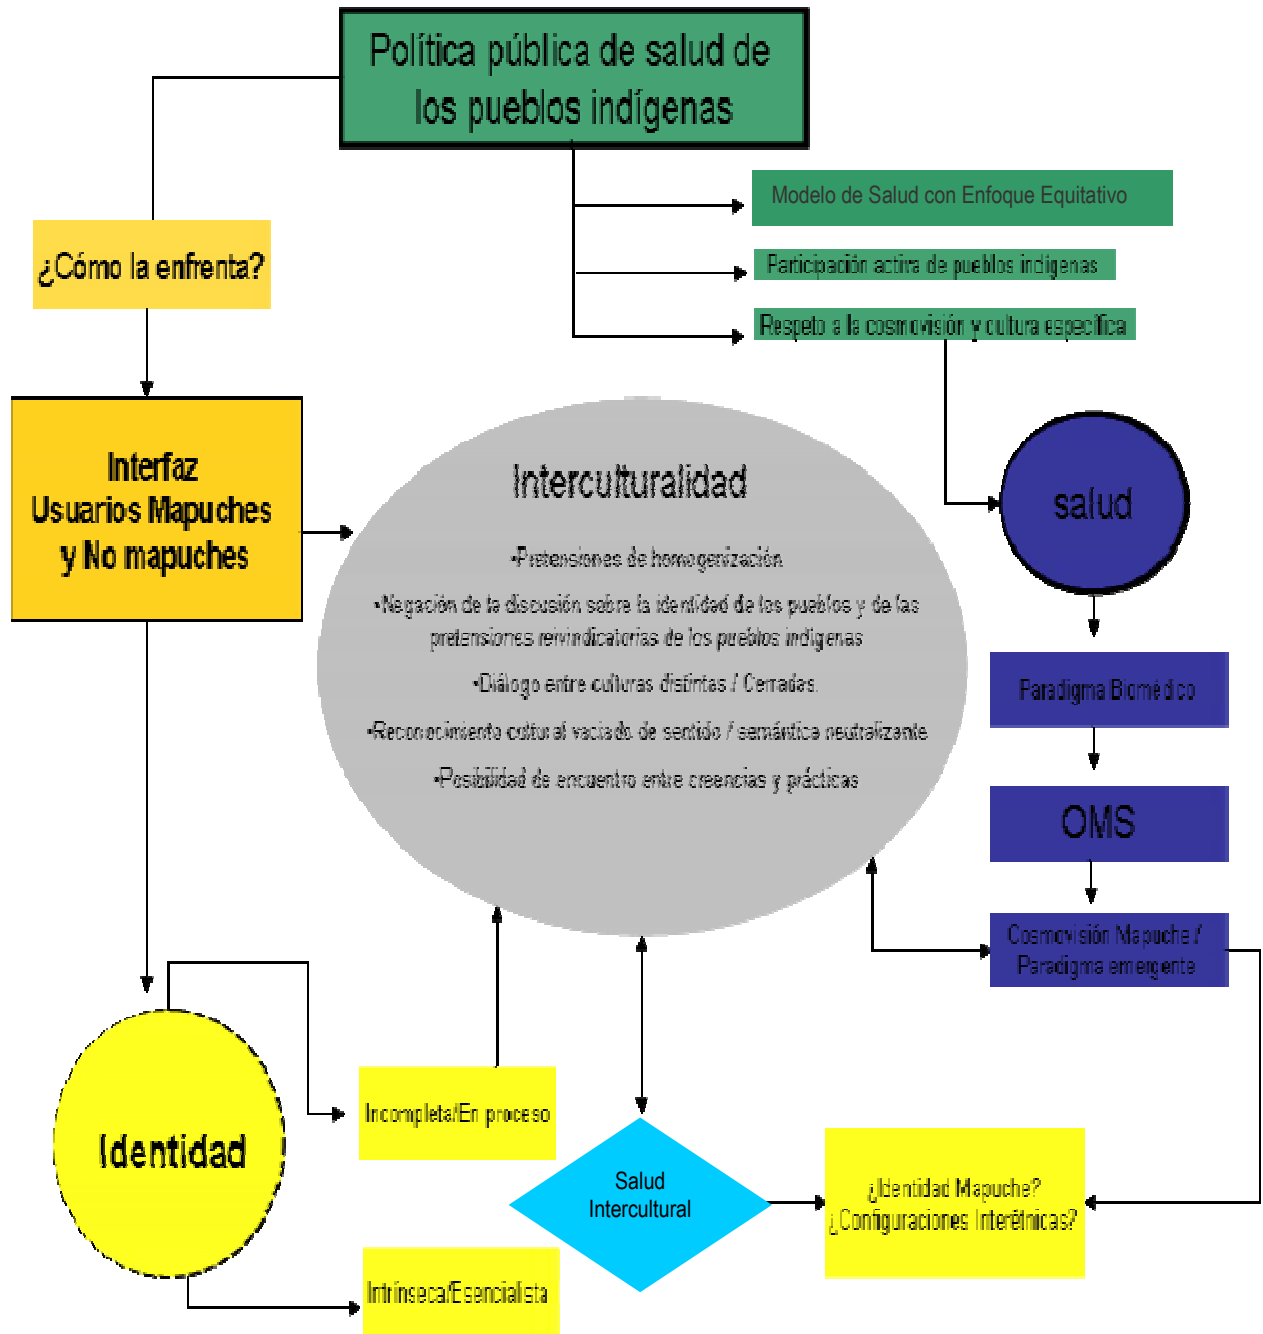 Política pública de salud de
los pueblos indígenas
Modelo de Salud con Enfoque Equitativo
Participación activa de pueblos indígenas
Respeto a la cosmovisión y cultura específica
¿Cómo la enfrenta?
Interfaz
Usuarios Mapuches
y No mapuches
Interculturalidad
•Pretensiones de homogenización
•Negación de la discusión sobre la identidad de los pueblos y de las
pretensiones reivindicatorias de los pueblos indígenas
•Diálogo entre culturas distintas / Cerradas.
•Reconocimiento cultural vaciado de sentido / semántica neutralizante
•Posibilidad de encuentro entre creencias y prácticas
salud
Paradigma Biomédico
OMS
Cosmovisión Mapuche /
Paradigma emergente
Identidad
Incompleta/En proceso
Intrínseca/Esencialista
Salud
Intercultural
¿Identidad Mapuche?
¿Configuraciones Interétnicas?